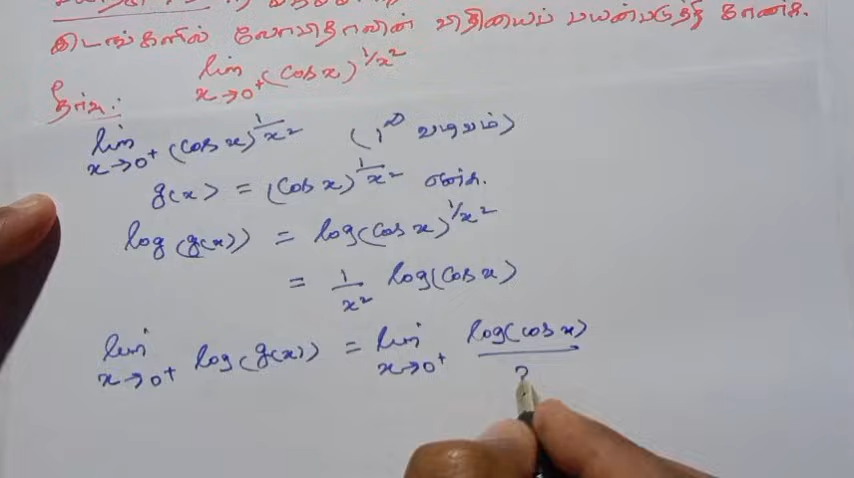 இடங்களில் லோபிதாலின் விதியைப் பயன்படுத்தி காண்க.
lim x→0⁺ (cos x)^1/x²
தீர்வு:
lim x→0⁺ (cos x)^1/x² (1^∞ வடிவம்)
g(x) = (cos x)^1/x² என்க.
log(g(x)) = log(cos x)^1/x²
= 1/x² log(cos x)
lim x→0⁺ log(g(x)) = lim x→0⁺ log(cos x)